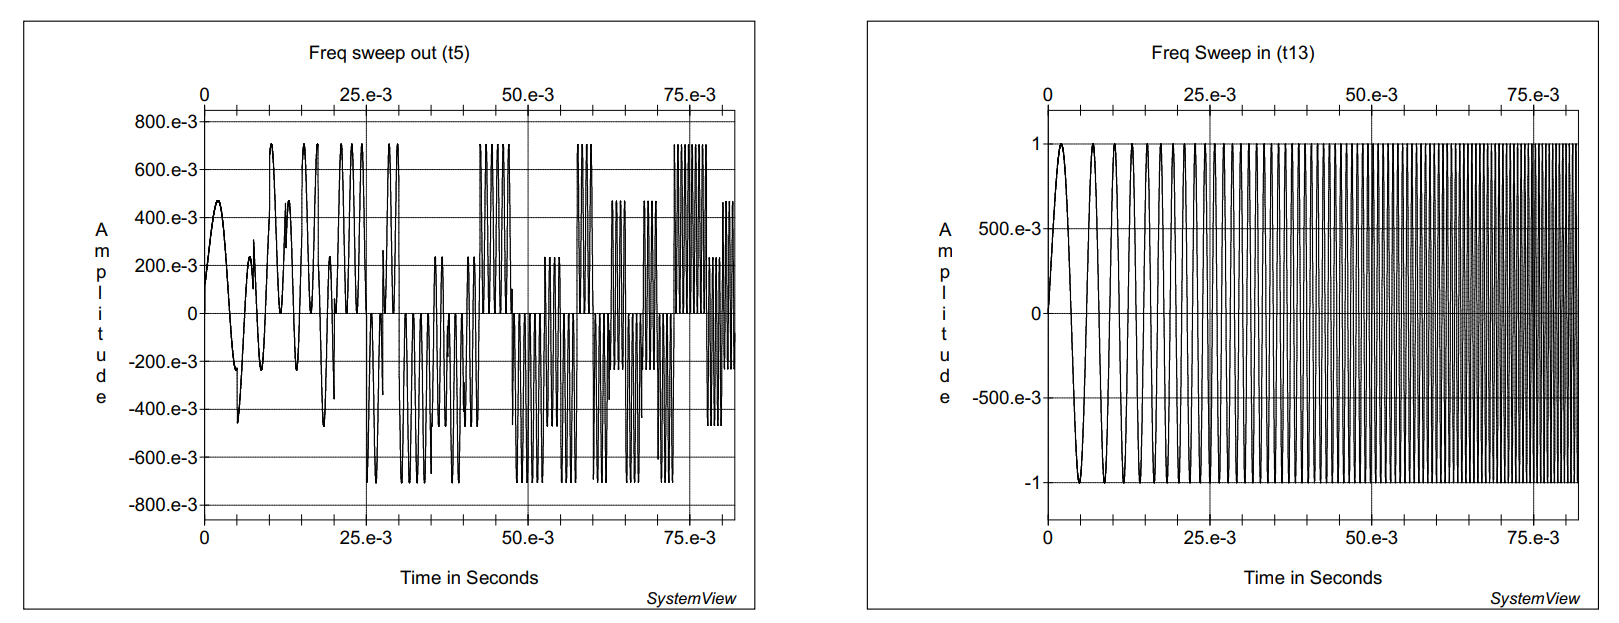 Freq sweep out (t5)
0 25.e-3 50.e-3 75.e-3
800.e-3
600.e-3
400.e-3
200.e-3
0
-200.e-3
-400.e-3
-600.e-3
-800.e-3
Amplitude
0 25.e-3 50.e-3 75.e-3
Time in Seconds
SystemView
Freq Sweep in (t13)
0 25.e-3 50.e-3 75.e-3
1
500.e-3
0
-500.e-3
-1
Amplitude
0 25.e-3 50.e-3 75.e-3
Time in Seconds
SystemView